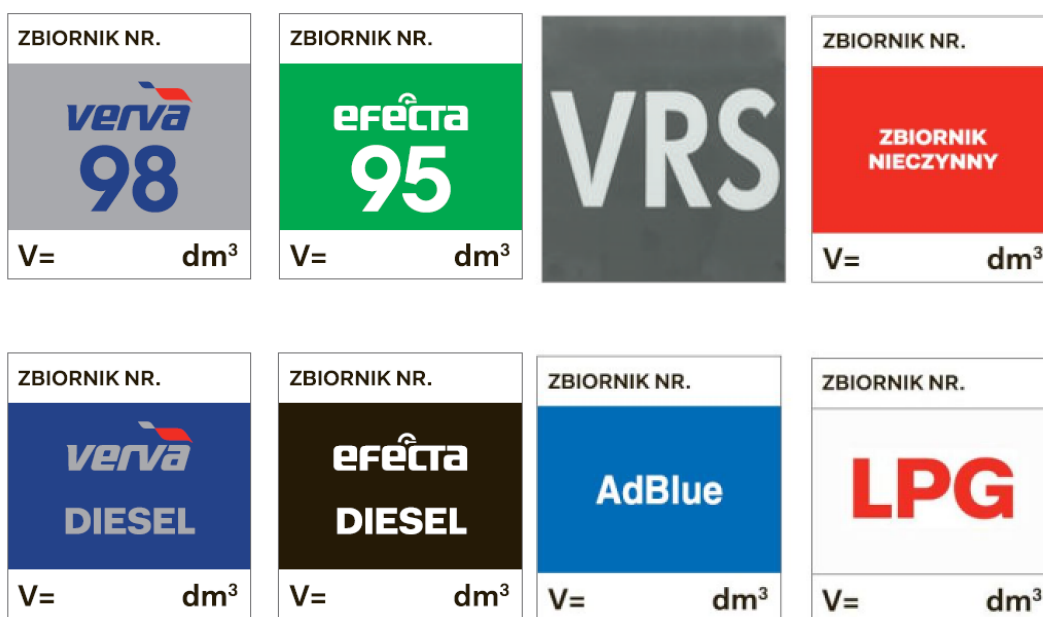 ZBIORNIK NR.
verva
98
V= dm³
ZBIORNIK NR.
efecta
95
V= dm³
VRS
ZBIORNIK NR.
ZBIORNIK
NIECZYNNY
V= dm³
ZBIORNIK NR.
verva
DIESEL
V= dm³
ZBIORNIK NR.
efecta
DIESEL
V= dm³
ZBIORNIK NR.
AdBlue
V= dm³
ZBIORNIK NR.
LPG
V= dm³